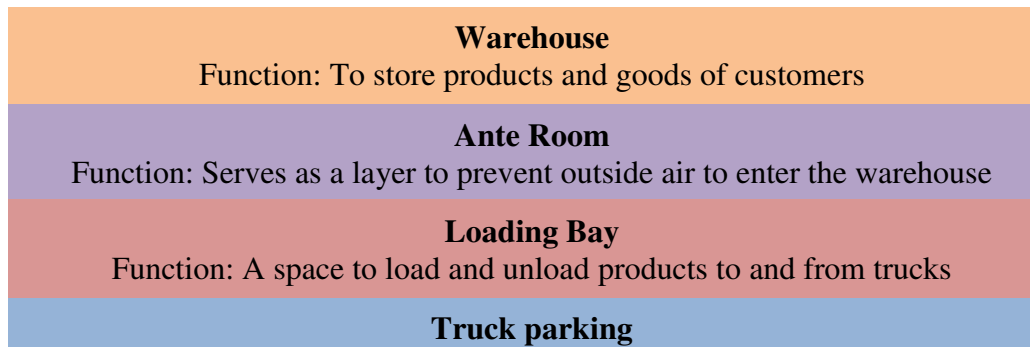 Warehouse
Function: To store products and goods of customers
Ante Room
Function: Serves as a layer to prevent outside air to enter the warehouse
Loading Bay
Function: A space to load and unload products to and from trucks
Truck parking